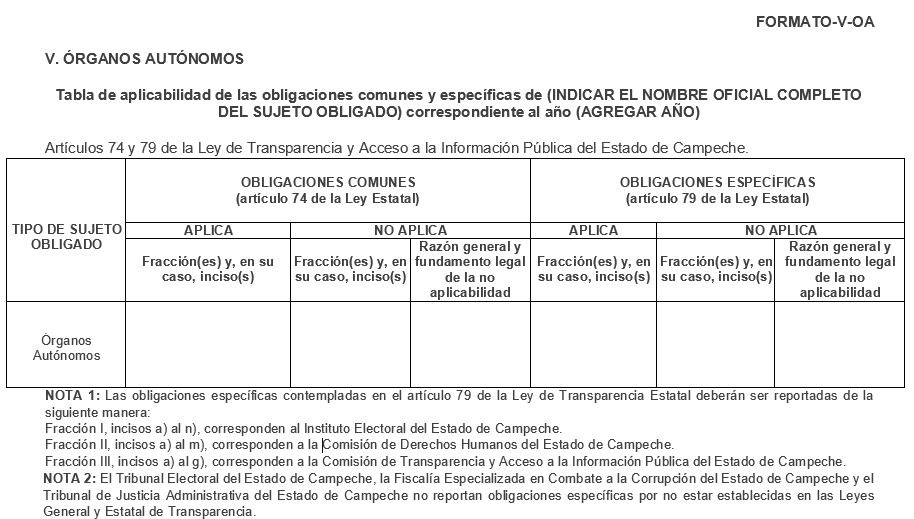 FORMATO-V-OA
V. ÓRGANOS AUTÓNOMOS
Tabla de aplicabilidad de las obligaciones comunes y específicas de (INDICAR EL NOMBRE OFICIAL COMPLETO
DEL SUJETO OBLIGADO) correspondiente al año (AGREGAR AÑO)
Artículos 74 y 79 de la Ley de Transparencia y Acceso a la Información Pública del Estado de Campeche.
TIPO DE SUJETO
OBLIGADO
OBLIGACIONES COMUNES
(artículo 74 de la Ley Estatal)
OBLIGACIONES ESPECÍFICAS
(artículo 79 de la Ley Estatal)
APLICA
NO APLICA
APLICA
NO APLICA
Fracción(es) y, en su
caso, inciso(s)
Fracción(es) y, en
su caso, inciso(s)
Razón general y
fundamento legal
de la no
aplicabilidad
Fracción(es) y, en
su caso, inciso(s)
Fracción(es) y, en
su caso, inciso(s)
Razón general y
fundamento legal
de la no
aplicabilidad
Órganos
Autónomos
NOTA 1: Las obligaciones específicas contempladas en el artículo 79 de la Ley de Transparencia Estatal deberán ser reportadas de la
siguiente manera:
Fracción I, incisos a) al n), corresponden al Instituto Electoral del Estado de Campeche.
Fracción II, incisos a) al m), corresponden a la Comisión de Derechos Humanos del Estado de Campeche.
Fracción III, incisos a) al g), corresponden a la Comisión de Transparencia y Acceso a la Información Pública del Estado de Campeche.
NOTA 2: El Tribunal Electoral del Estado de Campeche, la Fiscalía Especializada en Combate a la Corrupción del Estado de Campeche y el
Tribunal de Justicia Administrativa del Estado de Campeche no reportan obligaciones específicas por no estar establecidas en las Leyes
General y Estatal de Transparencia.